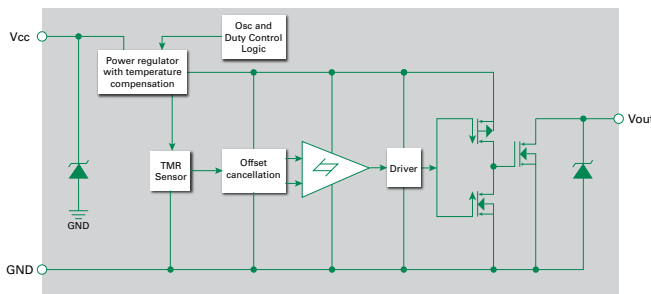 Osc and
Duty Control
Logic
Vcc
Power regulator
with temperature
compensation
Vout
TMR
Sensor
Offset
cancellation
Driver
GND
GND